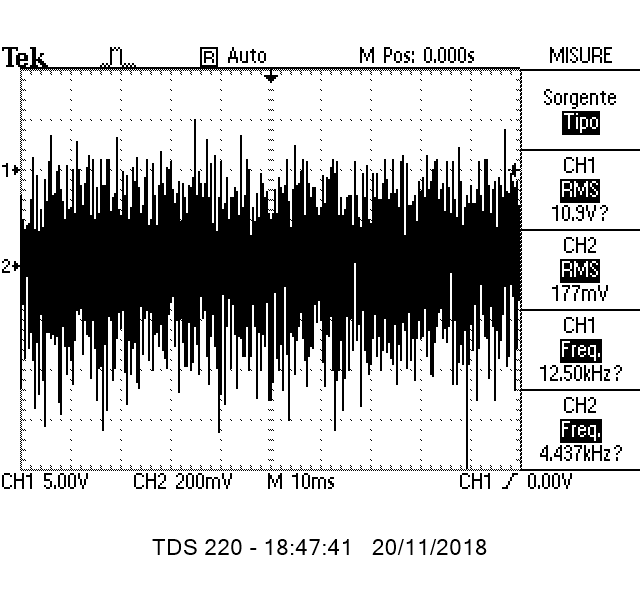 Tek R Auto M Pos: 0.000s MISURE
Sorgente
Tipo
1
CH1
RMS
10.9V?
CH2
2
RMS
177mV
CH1
Freq.
12.50kHz?
CH2
Freq.
4.437kHz?
CH1 5.00V CH2 200mV M 10ms CH1 0.00V
TDS 220 - 18:47:41 20/11/2018